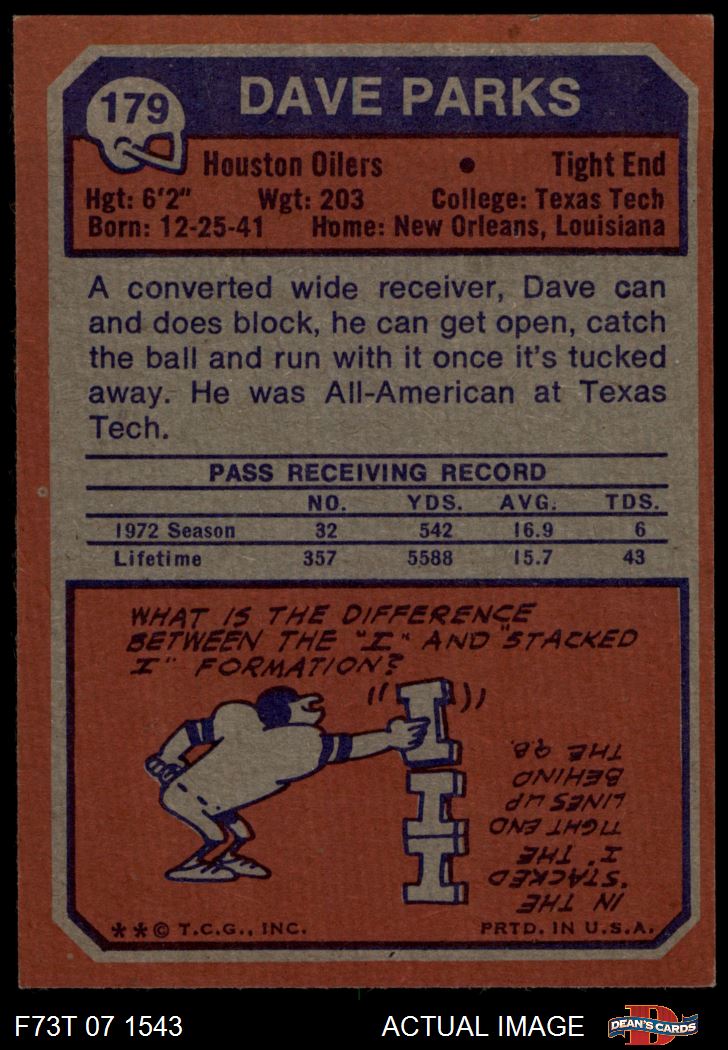 179
DAVE PARKS
Houston Oilers • Tight End
Hgt: 6'2" Wgt: 203 College: Texas Tech
Born: 12-25-41 Home: New Orleans, Louisiana
A converted wide receiver, Dave can
and does block, he can get open, catch
the ball and run with it once it's tucked
away. He was All-American at Texas
Tech.
PASS RECEIVING RECORD
NO. YDS. AVG. TDS.
1972 Season 32 542 16.9 6
Lifetime 357 5588 15.7 43
WHAT IS THE DIFFERENCE
BETWEEN THE "I" AND "STACKED
I" FORMATION?
I
I
I
IN THE
"STACKED
I", THE
TIGHT END
LINES UP
BEHIND
THE Q.B.
**© T.C.G., INC. PRTD. IN U.S.A.
F73T 07 1543 ACTUAL IMAGE D DEAN'S CARDS